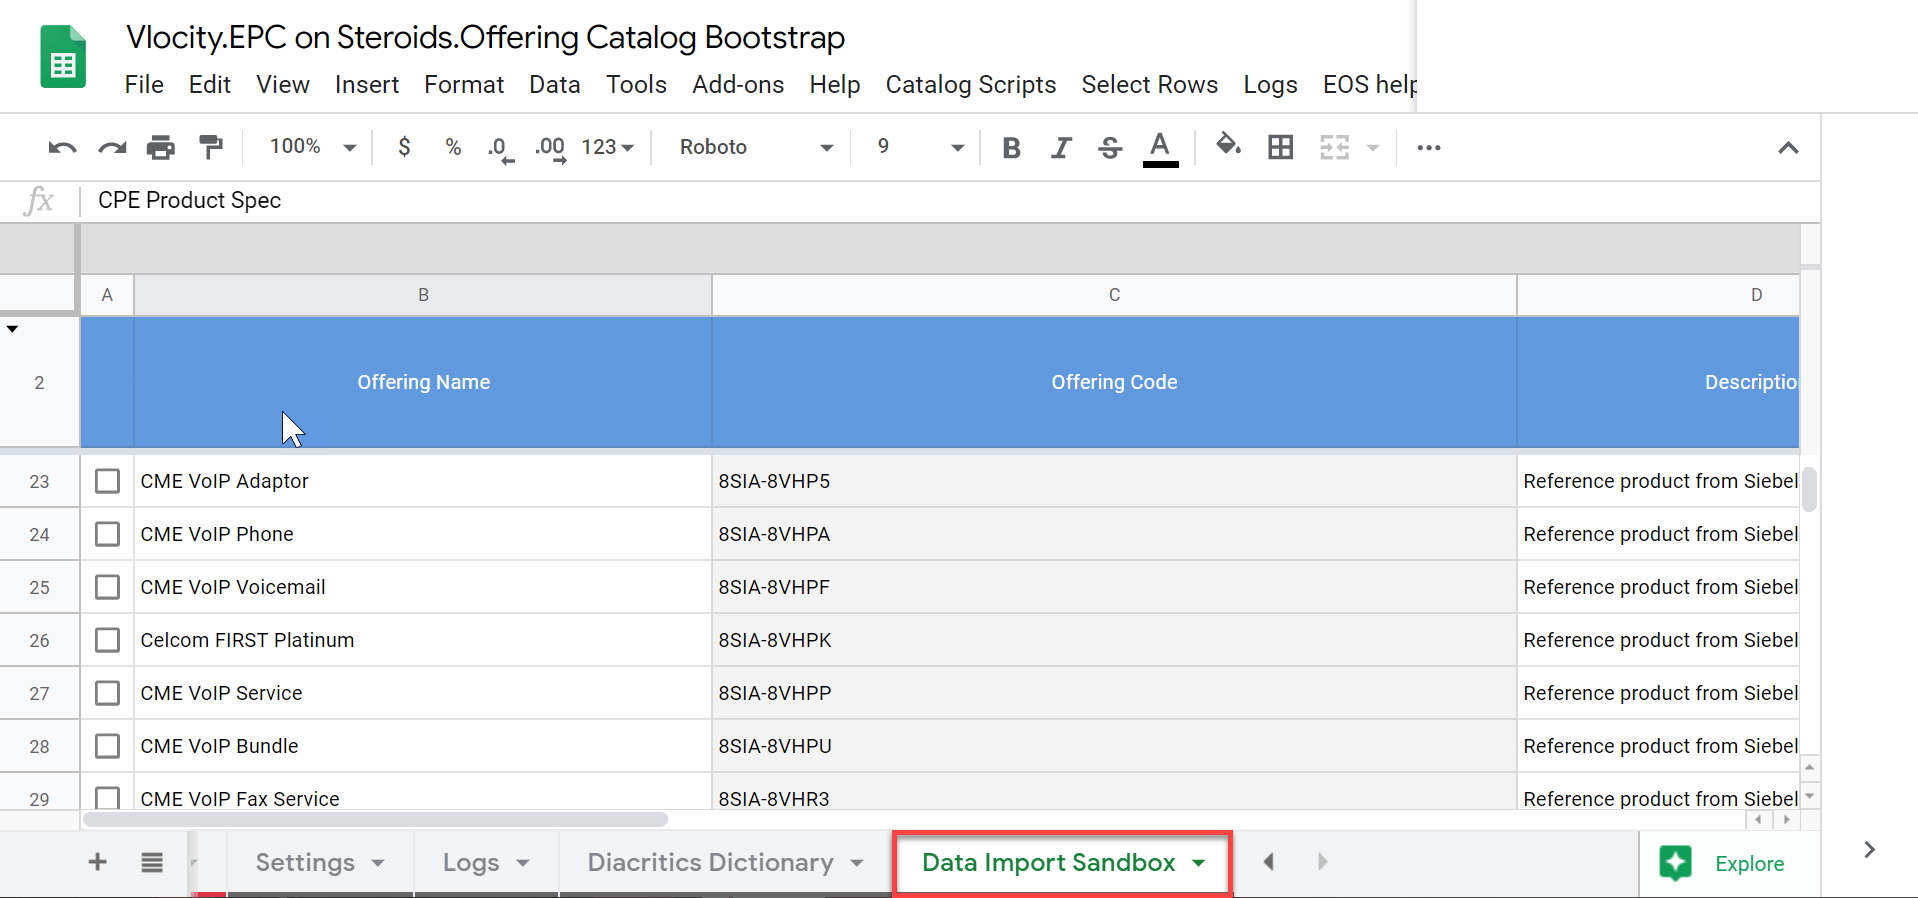 Vlocity.EPC on Steroids.Offering Catalog Bootstrap
File Edit View Insert Format Data Tools Add-ons Help Catalog Scripts Select Rows Logs EOS help
100% $ % .0 .00 123 Roboto 9 B I S A
fx CPE Product Spec
A B C D
2 Offering Name Offering Code Descriptio
23 CME VoIP Adaptor 8SIA-8VHP5 Reference product from Siebel
24 CME VoIP Phone 8SIA-8VHPA Reference product from Siebel
25 CME VoIP Voicemail 8SIA-8VHPF Reference product from Siebel
26 Celcom FIRST Platinum 8SIA-8VHPK Reference product from Siebel
27 CME VoIP Service 8SIA-8VHPP Reference product from Siebel
28 CME VoIP Bundle 8SIA-8VHPU Reference product from Siebel
29 CME VoIP Fax Service 8SIA-8VHR3 Reference product from Siebel
Settings Logs Diacritics Dictionary Data Import Sandbox Explore